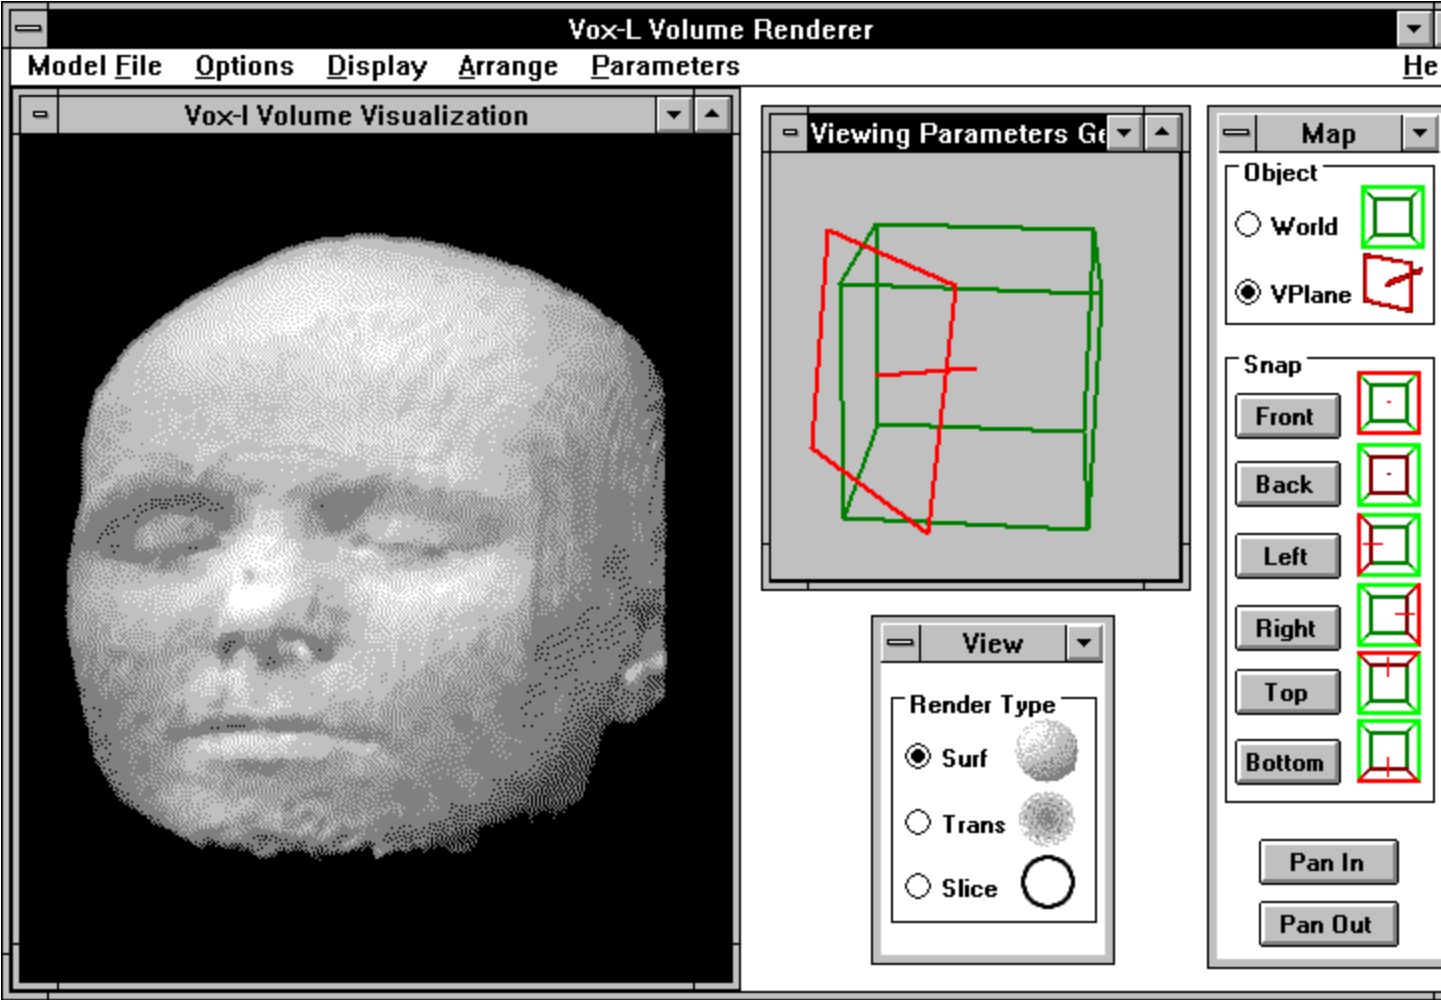 Vox-L Volume Renderer
Model File Options Display Arrange Parameters He
Vox-l Volume Visualization
Viewing Parameters Ge
Map
Object
World
VPlane
Snap
Front
Back
Left
Right
Top
Bottom
Pan In
Pan Out
View
Render Type
Surf
Trans
Slice